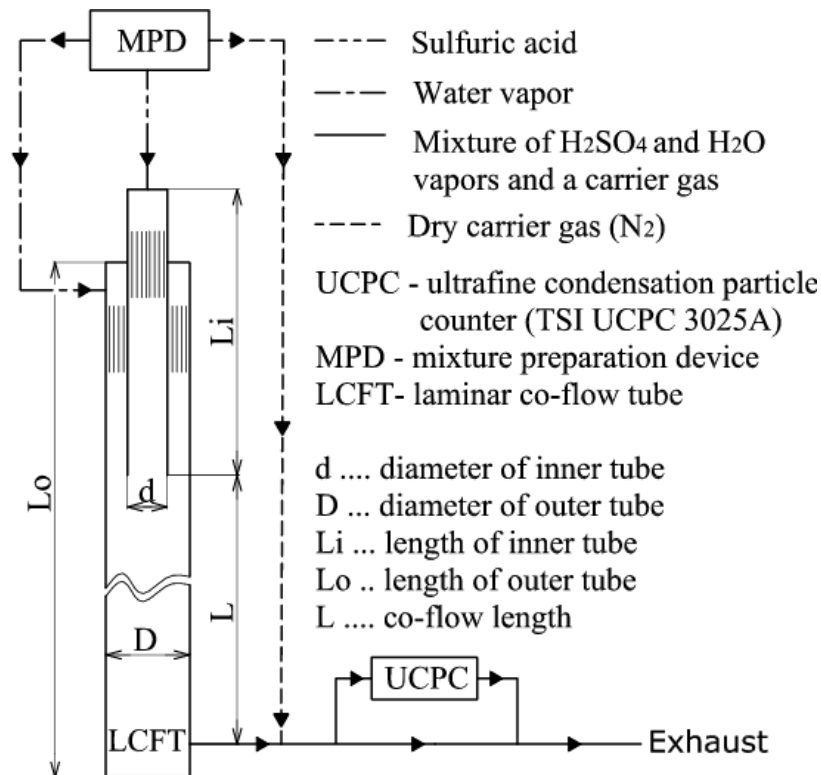 MPD
Sulfuric acid
Water vapor
Mixture of H2SO4 and H2O
vapors and a carrier gas
Dry carrier gas (N2)
UCPC - ultrafine condensation particle
counter (TSI UCPC 3025A)
MPD - mixture preparation device
LCFT- laminar co-flow tube
d .... diameter of inner tube
D ... diameter of outer tube
Li ... length of inner tube
Lo .. length of outer tube
L .... co-flow length
Li
d
Lo
L
D
UCPC
LCFT
Exhaust